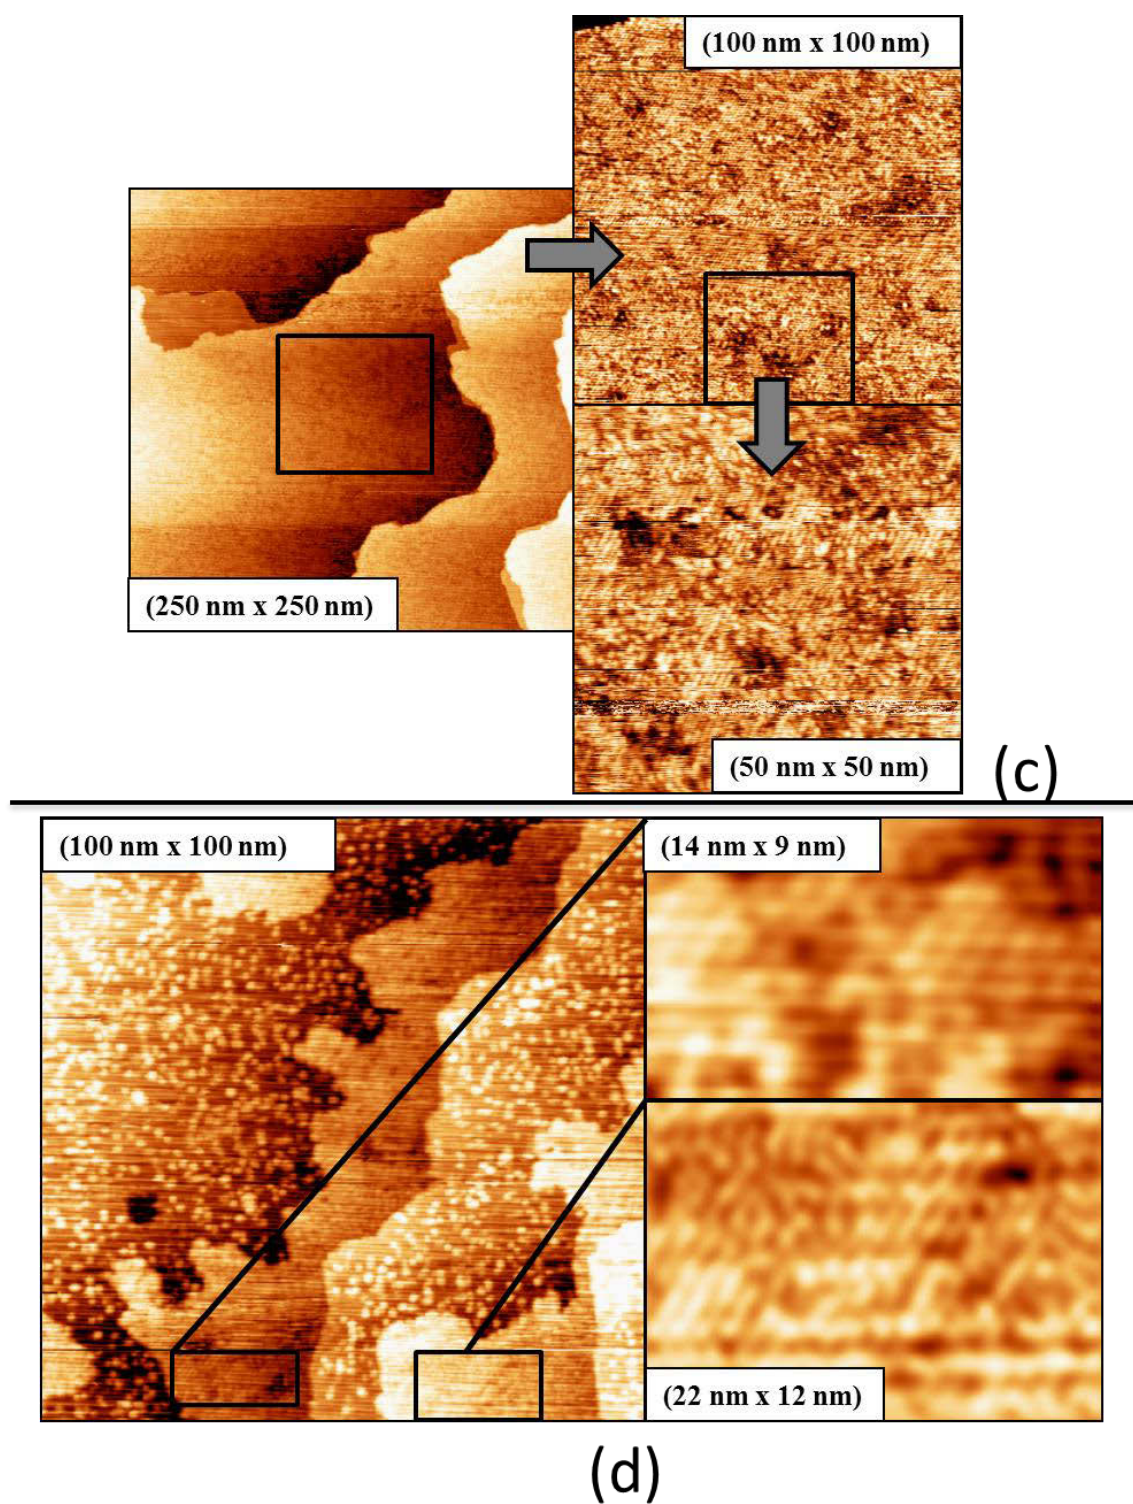 (100 nm x 100 nm)
(250 nm x 250 nm)
(50 nm x 50 nm)
(c)
(100 nm x 100 nm)
(14 nm x 9 nm)
(22 nm x 12 nm)
(d)